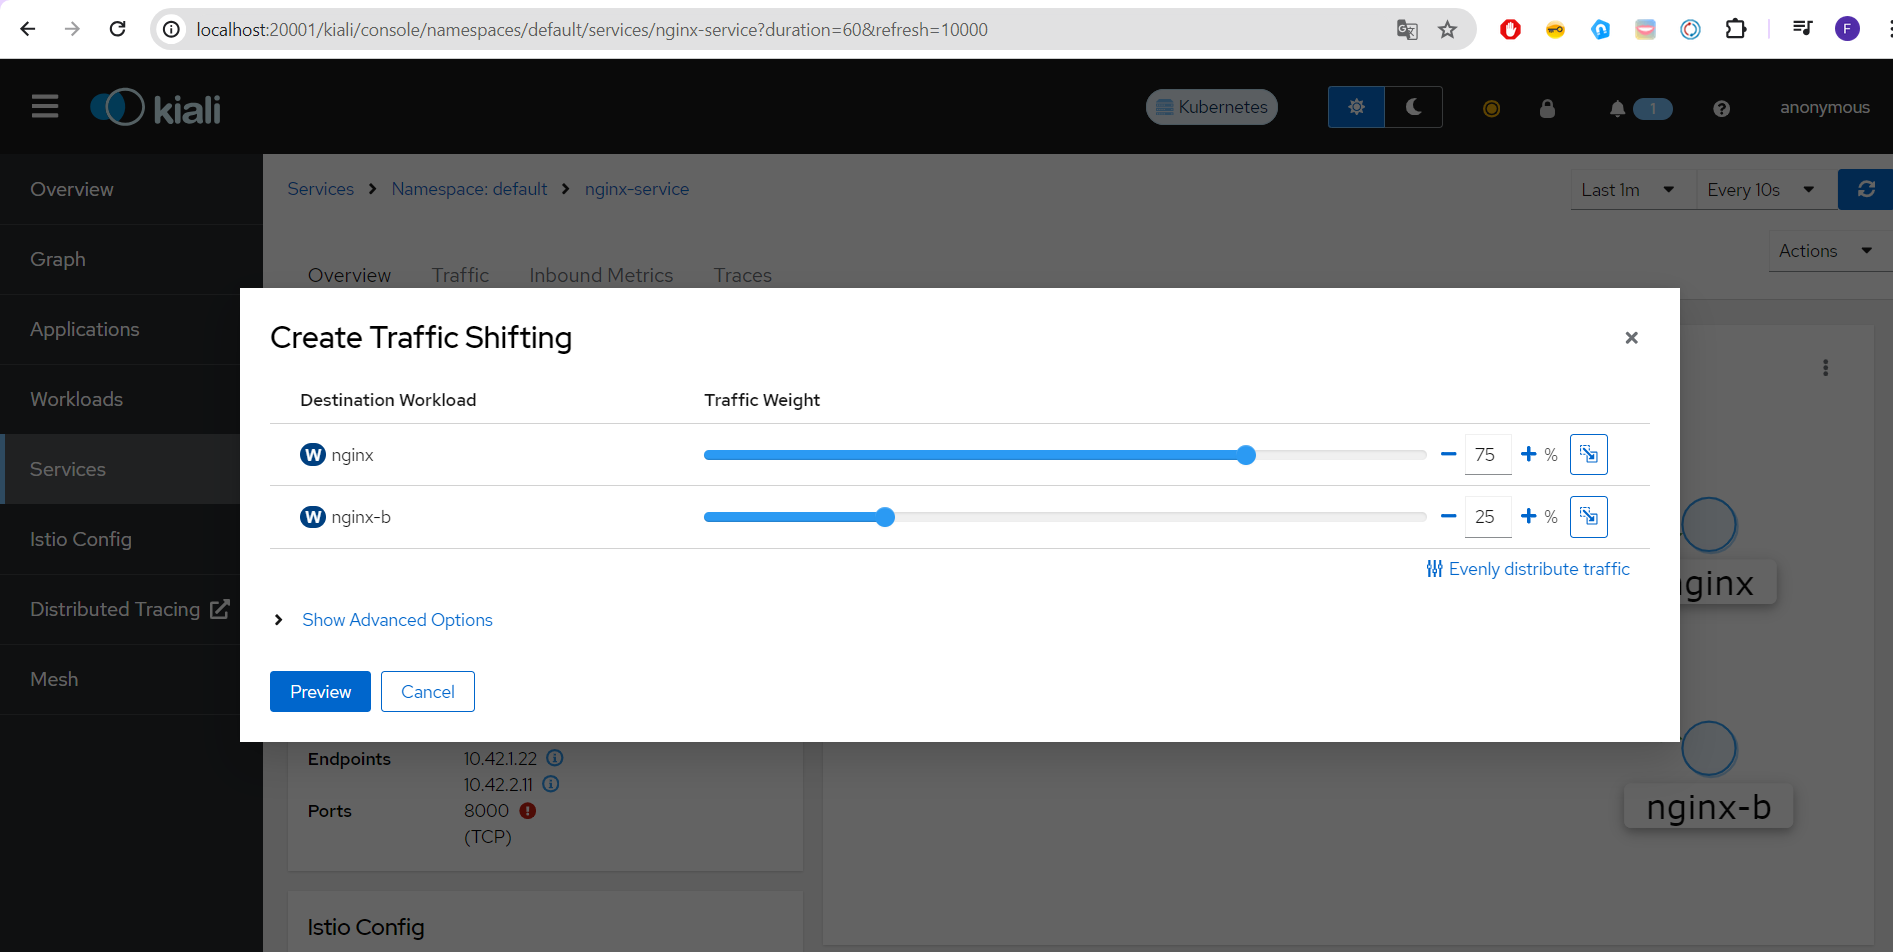 localhost:20001/kiali/console/namespaces/default/services/nginx-service?duration=60&refresh=10000
F
kiali
Kubernetes
1
anonymous
Overview
Graph
Applications
Workloads
Services
Istio Config
Distributed Tracing
Mesh
Services
Namespace: default
nginx-service
Last 1m
Every 10s
Actions
Overview
Traffic
Inbound Metrics
Traces
Create Traffic Shifting
Destination Workload
Traffic Weight
W nginx
75 %
W nginx-b
25 %
Evenly distribute traffic
Show Advanced Options
Preview
Cancel
Endpoints
10.42.1.22
10.42.2.11
Ports
8000
(TCP)
Istio Config
ginx
nginx-b